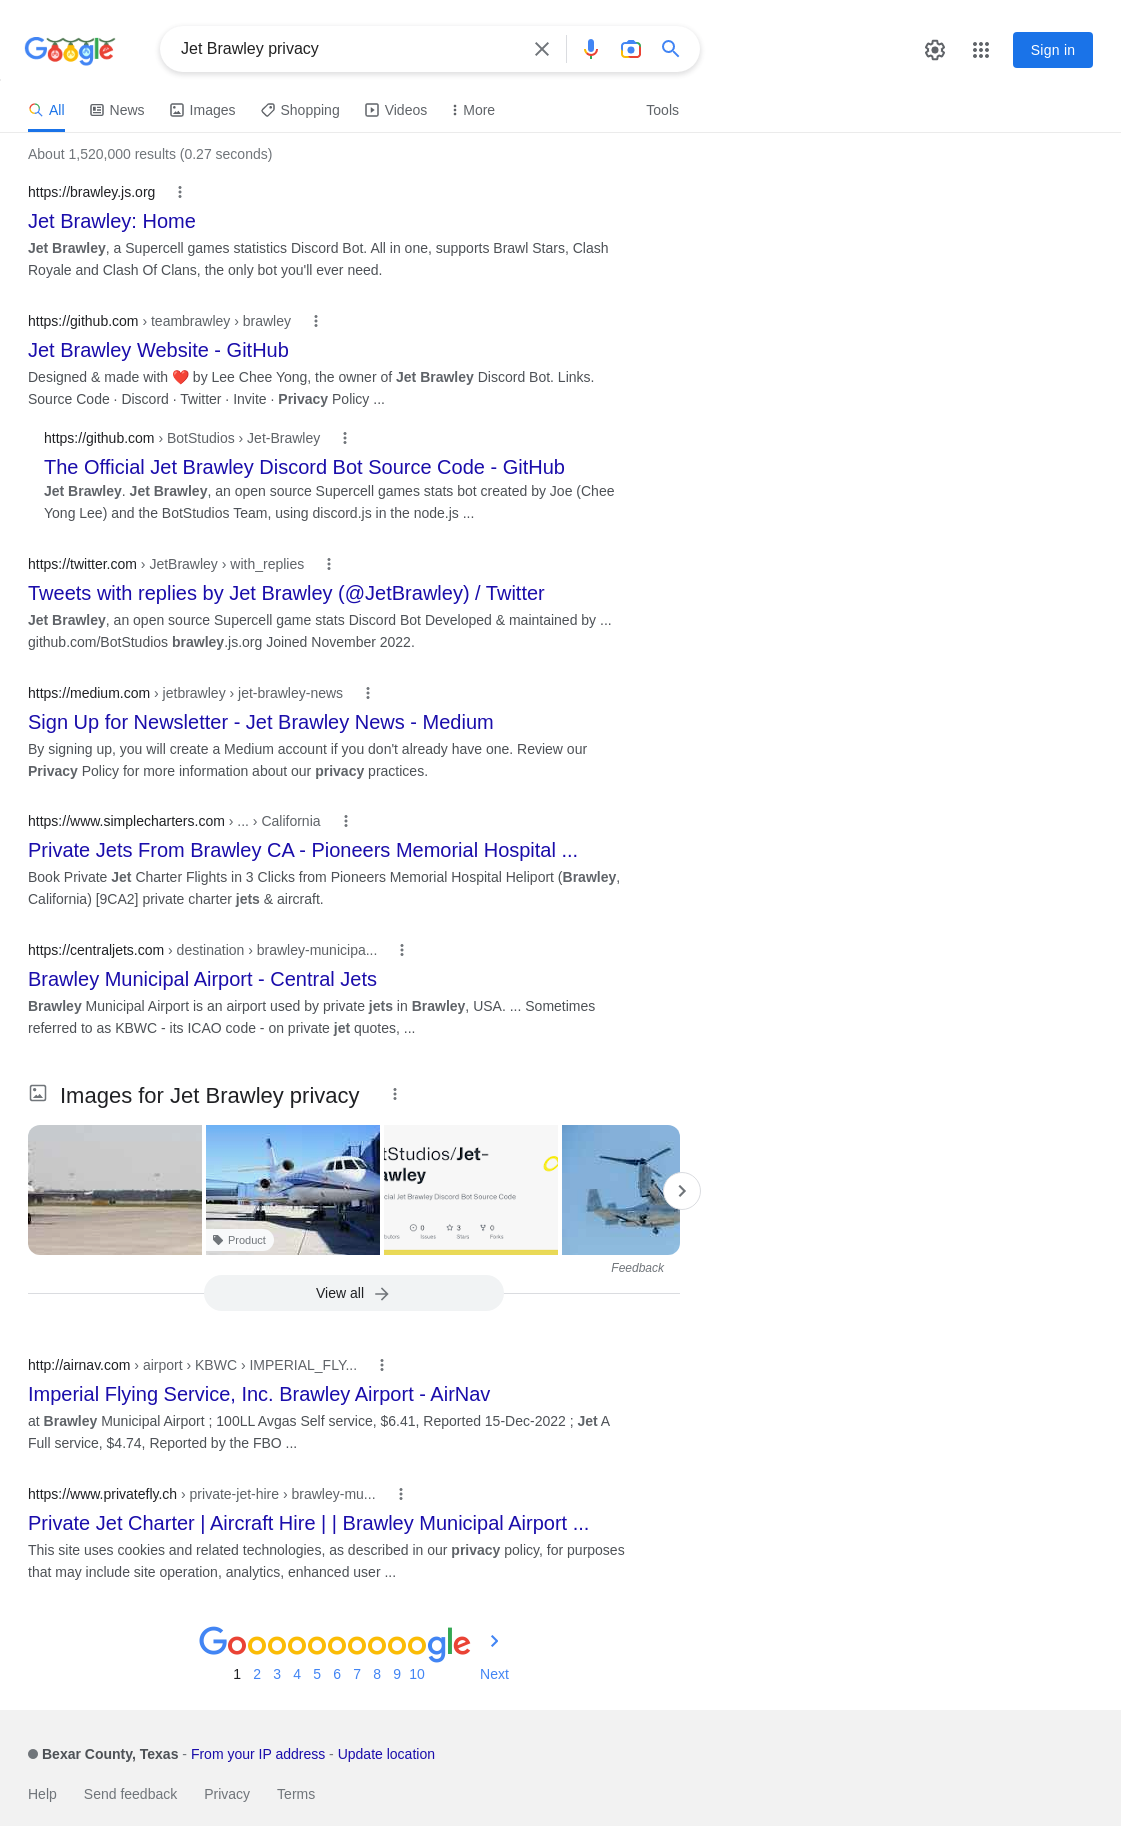 Google
Jet Brawley privacy
Sign in
All
News
Images
Shopping
Videos
More
Tools
About 1,520,000 results (0.27 seconds)
https://brawley.js.org
Jet Brawley: Home
Jet Brawley, a Supercell games statistics Discord Bot. All in one, supports Brawl Stars, Clash
Royale and Clash Of Clans, the only bot you'll ever need.
https://github.com › teambrawley › brawley
Jet Brawley Website - GitHub
Designed & made with ❤️ by Lee Chee Yong, the owner of Jet Brawley Discord Bot. Links.
Source Code · Discord · Twitter · Invite · Privacy Policy ...
https://github.com › BotStudios › Jet-Brawley
The Official Jet Brawley Discord Bot Source Code - GitHub
Jet Brawley. Jet Brawley, an open source Supercell games stats bot created by Joe (Chee
Yong Lee) and the BotStudios Team, using discord.js in the node.js ...
https://twitter.com › JetBrawley › with_replies
Tweets with replies by Jet Brawley (@JetBrawley) / Twitter
Jet Brawley, an open source Supercell game stats Discord Bot Developed & maintained by ...
github.com/BotStudios brawley.js.org Joined November 2022.
https://medium.com › jetbrawley › jet-brawley-news
Sign Up for Newsletter - Jet Brawley News - Medium
By signing up, you will create a Medium account if you don't already have one. Review our
Privacy Policy for more information about our privacy practices.
https://www.simplecharters.com › ... › California
Private Jets From Brawley CA - Pioneers Memorial Hospital ...
Book Private Jet Charter Flights in 3 Clicks from Pioneers Memorial Hospital Heliport (Brawley,
California) [9CA2] private charter jets & aircraft.
https://centraljets.com › destination › brawley-municipa...
Brawley Municipal Airport - Central Jets
Brawley Municipal Airport is an airport used by private jets in Brawley, USA. ... Sometimes
referred to as KBWC - its ICAO code - on private jet quotes, ...
Images for Jet Brawley privacy
tStudios/Jet-
awley
cial Jet Brawley Discord Bot Source Code
0
3
0
butors
Issues
Stars
Forks
Product
Feedback
View all
http://airnav.com › airport › KBWC › IMPERIAL_FLY...
Imperial Flying Service, Inc. Brawley Airport - AirNav
at Brawley Municipal Airport ; 100LL Avgas Self service, $6.41, Reported 15-Dec-2022 ; Jet A
Full service, $4.74, Reported by the FBO ...
https://www.privatefly.ch › private-jet-hire › brawley-mu...
Private Jet Charter | Aircraft Hire | | Brawley Municipal Airport ...
This site uses cookies and related technologies, as described in our privacy policy, for purposes
that may include site operation, analytics, enhanced user ...
Goooooooooogle
1 2 3 4 5 6 7 8 9 10 Next
Bexar County, Texas - From your IP address - Update location
Help
Send feedback
Privacy
Terms